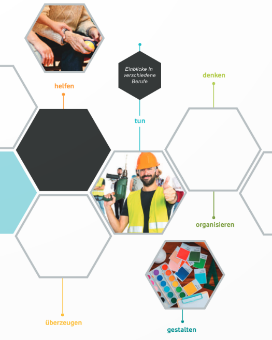 Einblicke in
verschiedene
Berufe
denken
helfen
tun
organisieren
überzeugen
gestalten